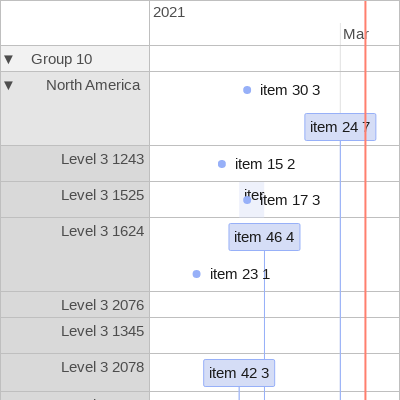 2021
Mar
▼ Group 10
▼ North America
item 30 3
item 24 7
Level 3 1243
item 15 2
Level 3 1525
item 17 3
Level 3 1624
item 46 4
item 23 1
Level 3 2076
Level 3 1345
Level 3 2078
item 42 3